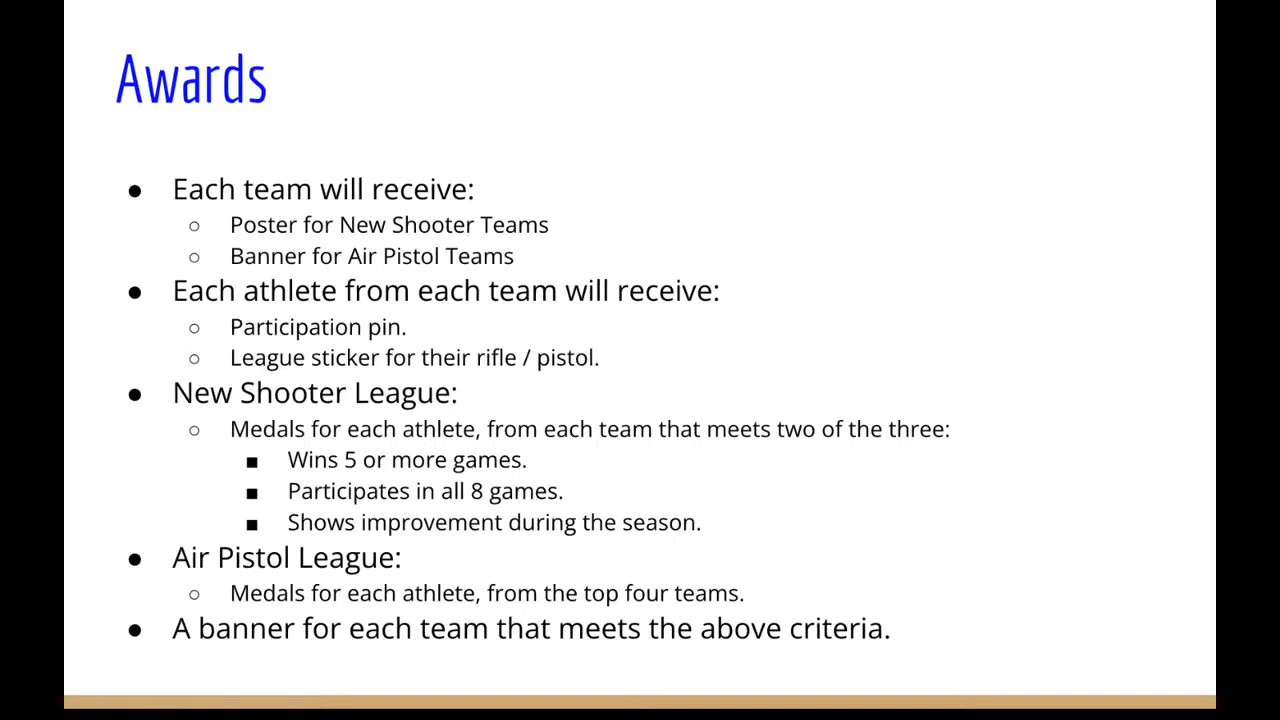 Awards
● Each team will receive:
○ Poster for New Shooter Teams
○ Banner for Air Pistol Teams
● Each athlete from each team will receive:
○ Participation pin.
○ League sticker for their rifle / pistol.
● New Shooter League:
○ Medals for each athlete, from each team that meets two of the three:
■ Wins 5 or more games.
■ Participates in all 8 games.
■ Shows improvement during the season.
● Air Pistol League:
○ Medals for each athlete, from the top four teams.
● A banner for each team that meets the above criteria.